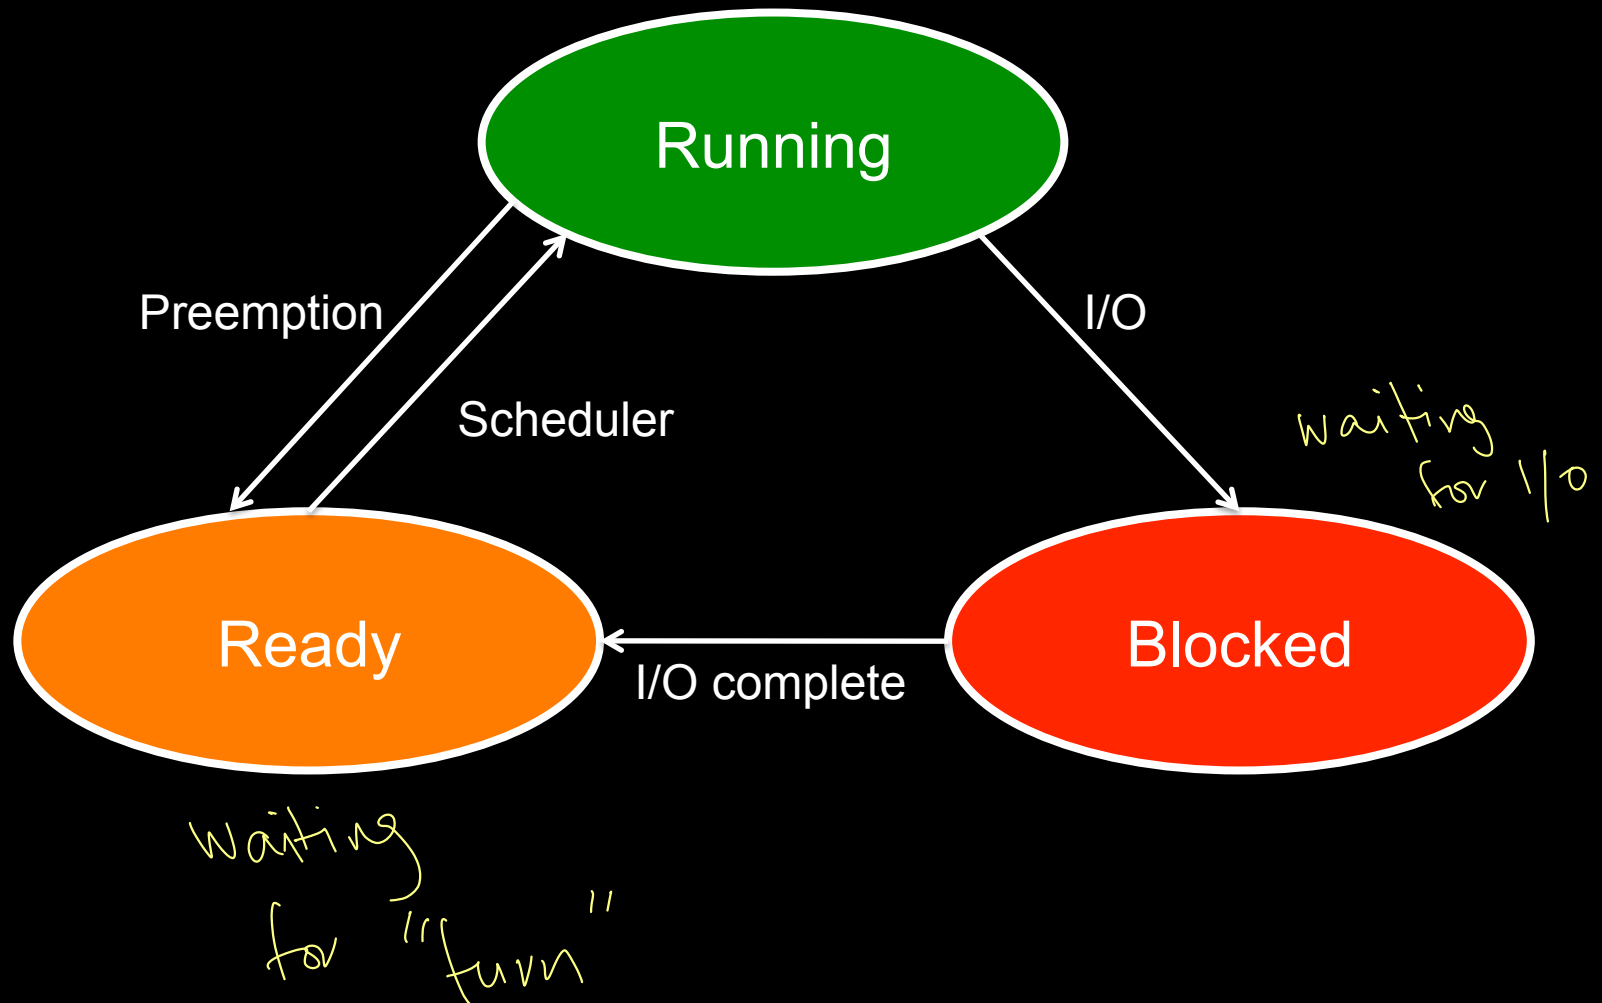 Running
Preemption
I/O
Scheduler
waiting
for I/O
Ready
Blocked
I/O complete
waiting
for "turn"